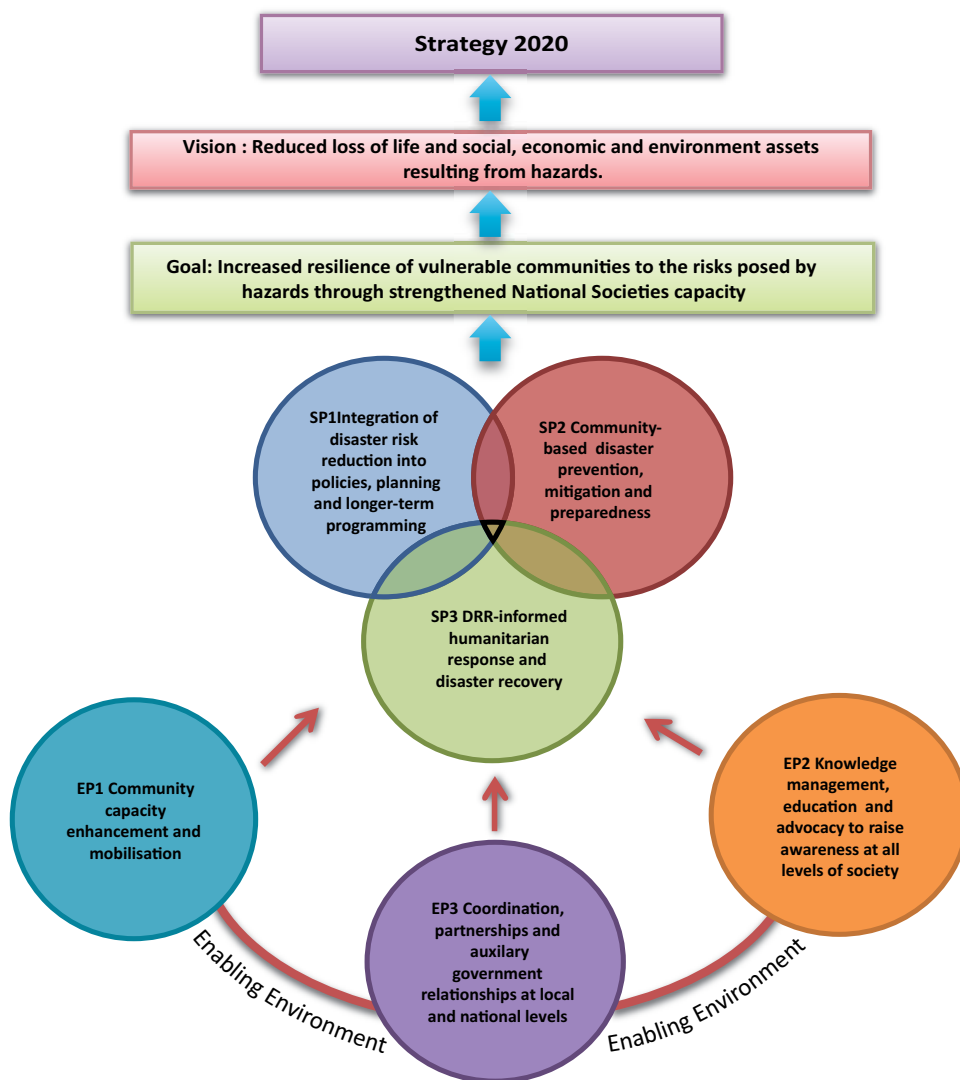 Strategy 2020
Vision : Reduced loss of life and social, economic and environment assets
resulting from hazards.
Goal: Increased resilience of vulnerable communities to the risks posed by
hazards through strengthened National Societies capacity
SP1Integration of
disaster risk
reduction into
policies, planning
and longer-term
programming
SP2 Community-
based disaster
prevention,
mitigation and
preparedness
SP3 DRR-informed
humanitarian
response and
disaster recovery
EP1 Community
capacity
enhancement and
mobilisation
EP2 Knowledge
management,
education and
advocacy to raise
awareness at all
levels of society
EP3 Coordination,
partnerships and
auxilary
government
relationships at local
and national levels
Enabling Environment
Enabling Environment